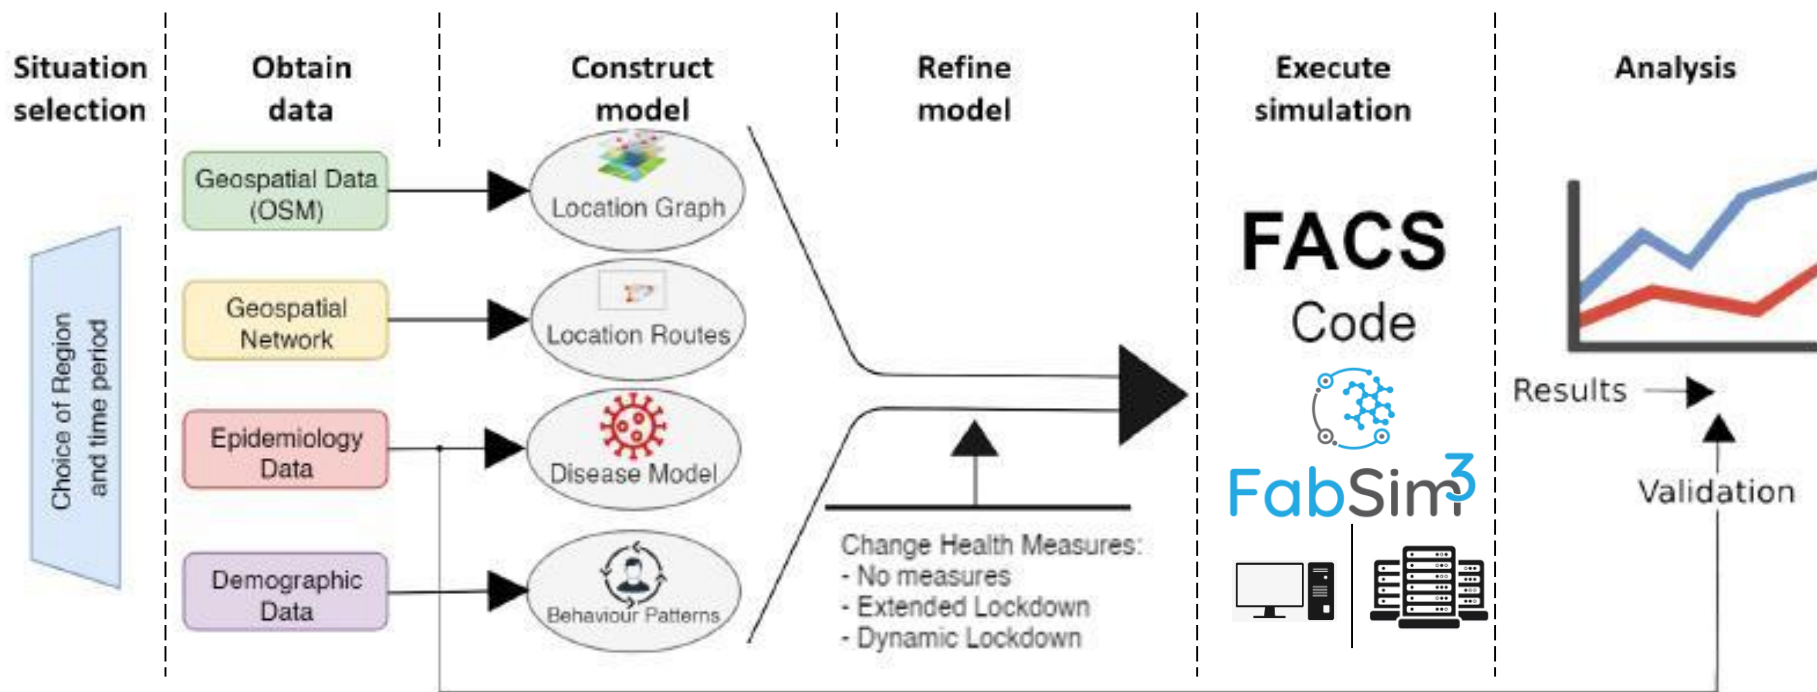 Situation
selection
Obtain
data
Construct
model
Refine
model
Execute
simulation
Analysis
Choice of Region
and time period
Geospatial Data
(OSM)
Geospatial
Network
Epidemiology
Data
Demographic
Data
Location Graph
Location Routes
Disease Model
Behaviour Patterns
Change Health Measures:
- No measures
- Extended Lockdown
- Dynamic Lockdown
FACS
Code
FabSim3
Results
Validation